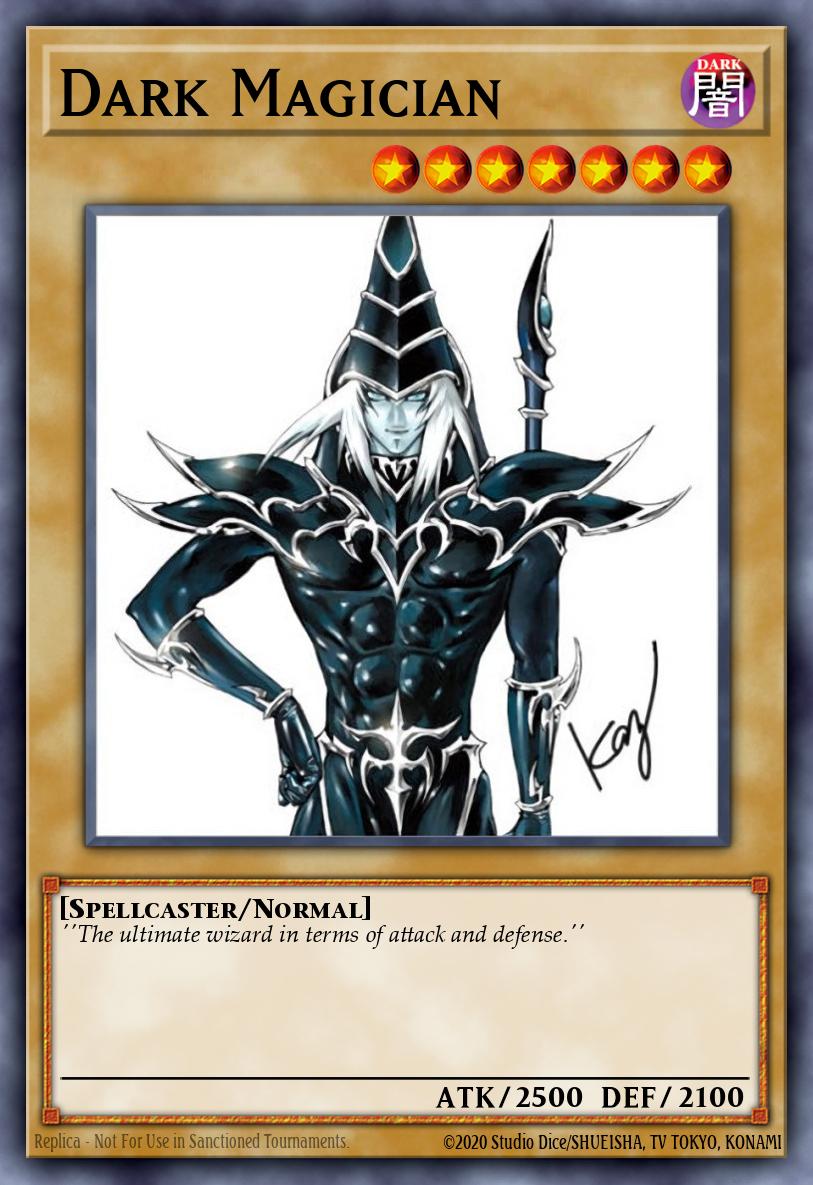 Dark Magician
DARK
闇
[Spellcaster/Normal]
''The ultimate wizard in terms of attack and defense.''
ATK/2500 DEF/2100
Kaz
Replica - Not For Use in Sanctioned Tournaments.
©2020 Studio Dice/SHUEISHA, TV TOKYO, KONAMI